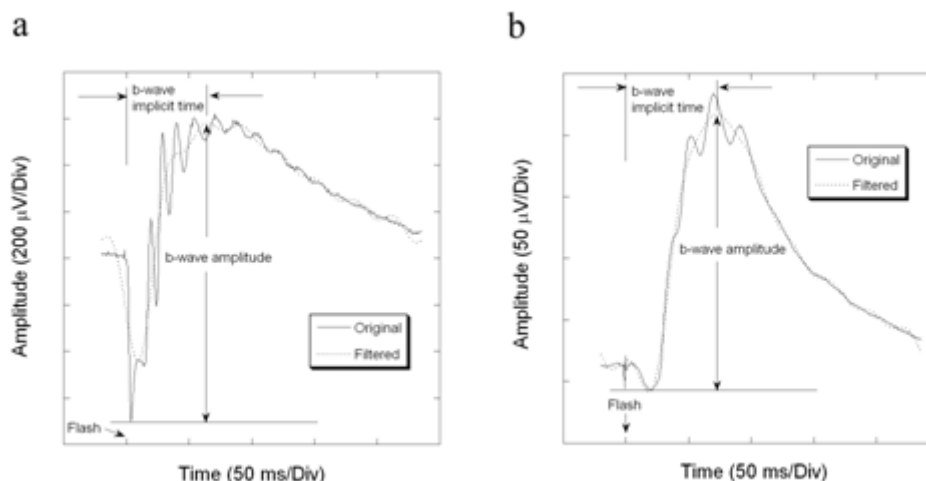 a
b-wave
implicit time
Amplitude (200 μV/Div)
b-wave amplitude
Original
Filtered
Flash
Time (50 ms/Div)
b
b-wave
implicit time
Amplitude (50 μV/Div)
Original
Filtered
b-wave amplitude
Flash
Time (50 ms/Div)